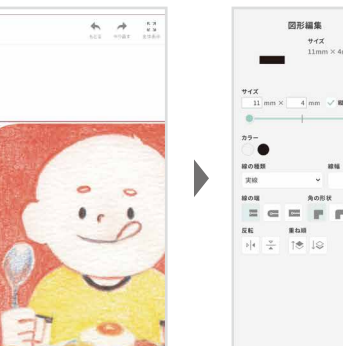 もどる やり直す 全体表示
図形編集
サイズ
11mm × 4
サイズ
11 mm × 4 mm
カラー
線の種類 線幅
実線
線の端 角の形状
反転 重ね順